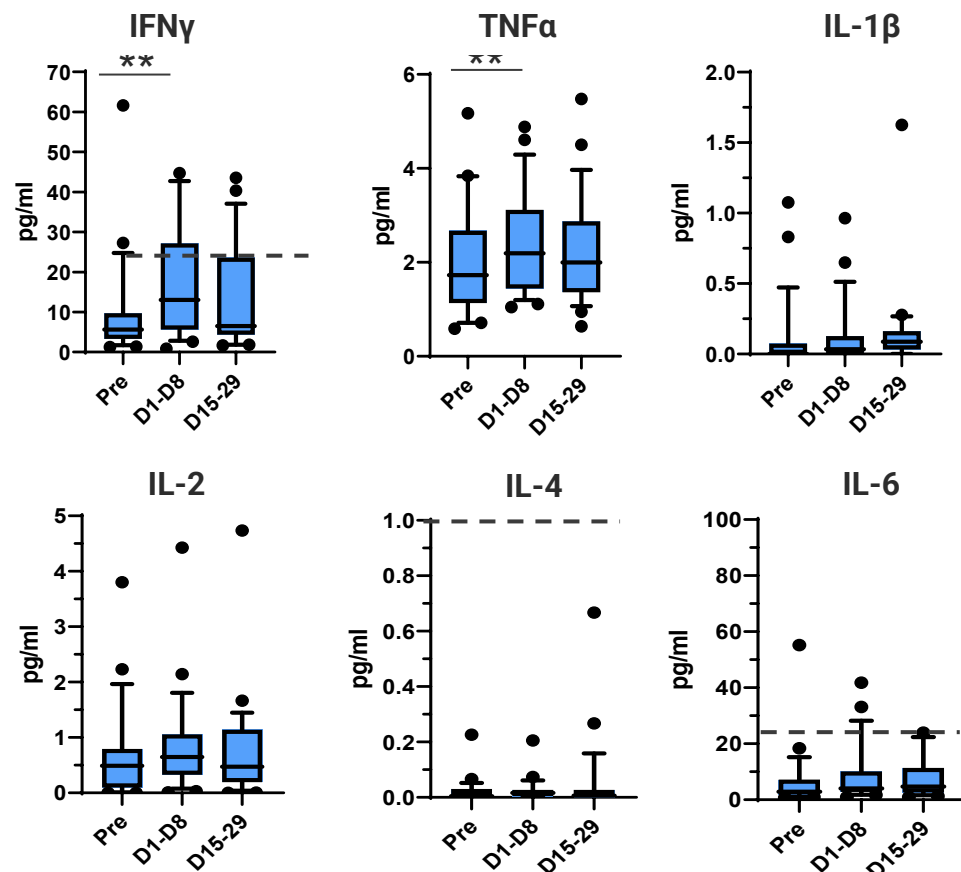 IFNγ
**
pg/ml
70
60
50
40
30
20
10
0
Pre
D1-D8
D15-29
TNFα
**
pg/ml
6
4
2
0
Pre
D1-D8
D15-29
IL-1β
pg/ml
2.0
1.5
1.0
0.5
0.0
Pre
D1-D8
D15-29
IL-2
pg/ml
5
4
3
2
1
0
Pre
D1-D8
D15-29
IL-4
pg/ml
1.0
0.8
0.6
0.4
0.2
0.0
Pre
D1-D8
D15-29
IL-6
pg/ml
100
80
60
40
20
0
Pre
D1-D8
D15-29